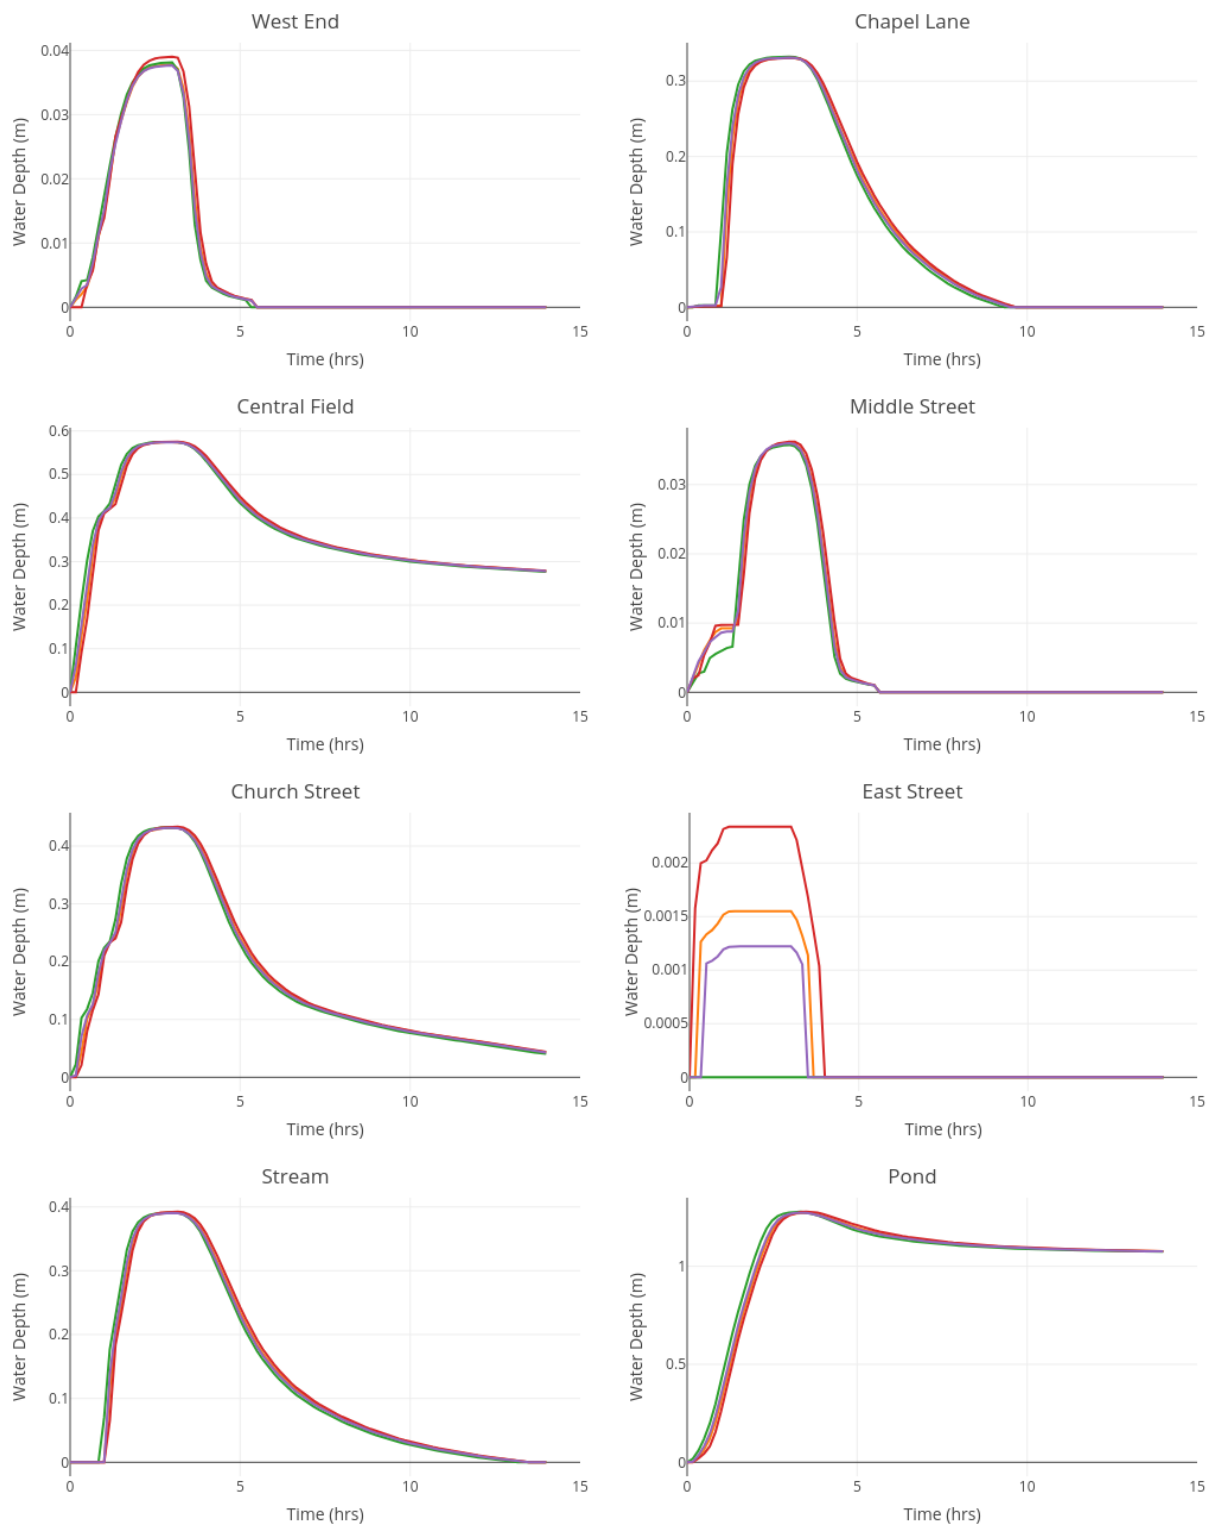 West End
0.04
0.03
0.02
0.01
0
0 5 10 15
Water Depth (m)
Time (hrs)
Chapel Lane
0.3
0.2
0.1
0
0 5 10 15
Water Depth (m)
Time (hrs)
Central Field
0.6
0.5
0.4
0.3
0.2
0.1
0
0 5 10 15
Water Depth (m)
Time (hrs)
Middle Street
0.03
0.02
0.01
0
0 5 10 15
Water Depth (m)
Time (hrs)
Church Street
0.4
0.3
0.2
0.1
0
0 5 10 15
Water Depth (m)
Time (hrs)
East Street
0.002
0.0015
0.001
0.0005
0
0 5 10 15
Water Depth (m)
Time (hrs)
Stream
0.4
0.3
0.2
0.1
0
0 5 10 15
Water Depth (m)
Time (hrs)
Pond
1
0.5
0
0 5 10 15
Water Depth (m)
Time (hrs)